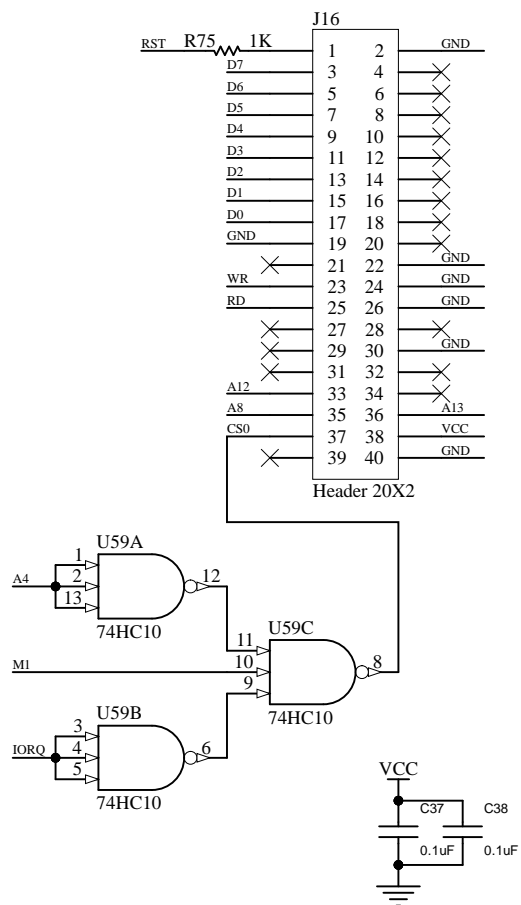 J16
RST R75 1K 1 2 GND
D7 3 4
D6 5 6
D5 7 8
D4 9 10
D3 11 12
D2 13 14
D1 15 16
D0 17 18
GND 19 20
21 22 GND
WR 23 24 GND
RD 25 26 GND
27 28
29 30 GND
31 32
A12 33 34
A8 35 36 A13
CS0 37 38 VCC
39 40 GND
Header 20X2
U59A
1
A4 2 12
13
74HC10
U59C
11
M1 10 8
9
74HC10
U59B
3
IORQ 4 6
5
74HC10
VCC
C37 C38
0.1uF 0.1uF